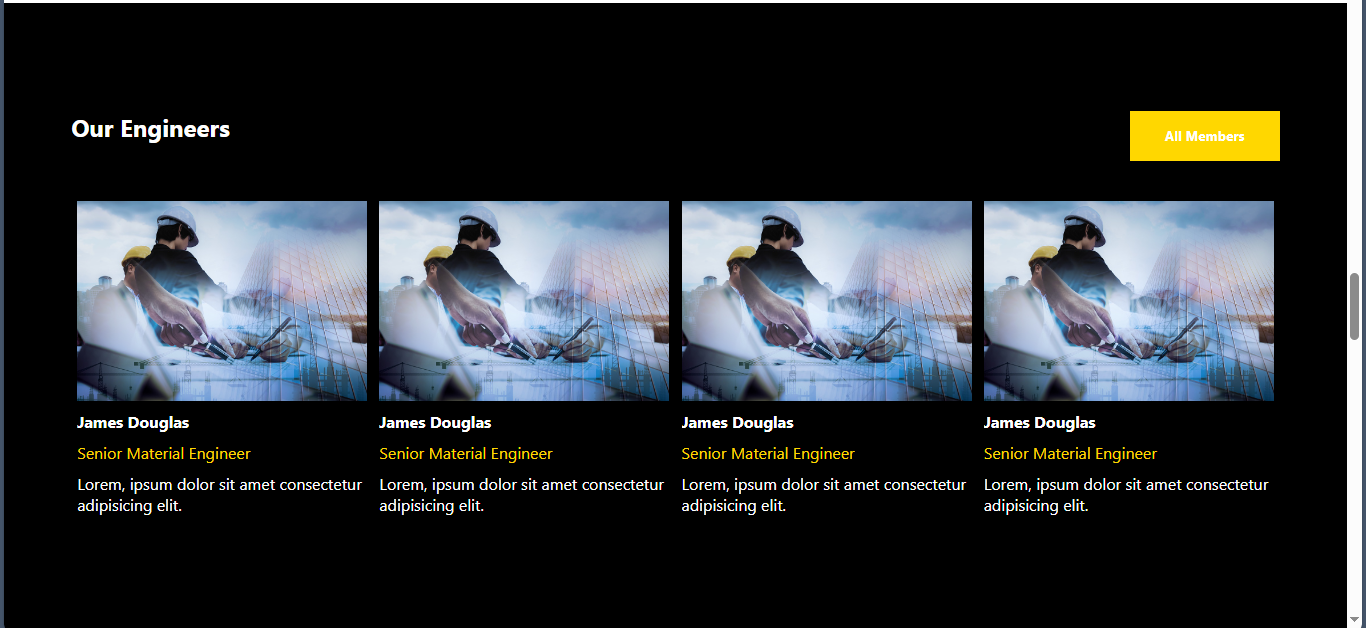 Our Engineers
All Members
James Douglas
Senior Material Engineer
Lorem, ipsum dolor sit amet consectetur
adipisicing elit.
James Douglas
Senior Material Engineer
Lorem, ipsum dolor sit amet consectetur
adipisicing elit.
James Douglas
Senior Material Engineer
Lorem, ipsum dolor sit amet consectetur
adipisicing elit.
James Douglas
Senior Material Engineer
Lorem, ipsum dolor sit amet consectetur
adipisicing elit.